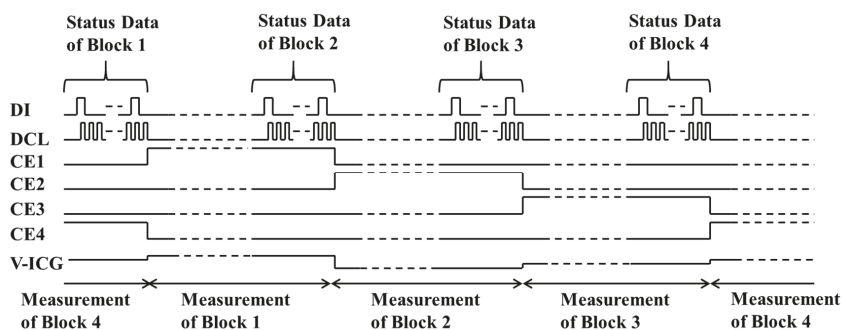 Status Data
of Block 1
Status Data
of Block 2
Status Data
of Block 3
Status Data
of Block 4
DI
DCL
CE1
CE2
CE3
CE4
V-ICG
Measurement
of Block 4
Measurement
of Block 1
Measurement
of Block 2
Measurement
of Block 3
Measurement
of Block 4